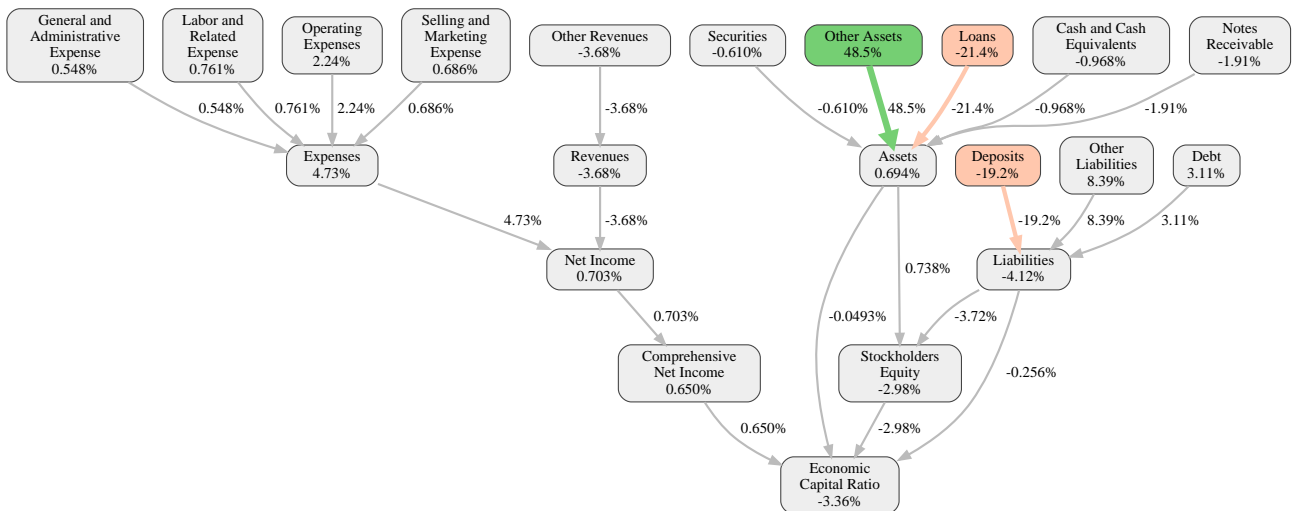 General and
Administrative
Expense
0.548%
Labor and
Related
Expense
0.761%
Operating
Expenses
2.24%
Selling and
Marketing
Expense
0.686%
Other Revenues
-3.68%
Securities
-0.610%
Other Assets
48.5%
Loans
-21.4%
Cash and Cash
Equivalents
-0.968%
Notes
Receivable
-1.91%
0.548%
0.761%
2.24%
0.686%
-3.68%
-0.610%
48.5%
-21.4%
-0.968%
-1.91%
Expenses
4.73%
Revenues
-3.68%
Assets
0.694%
Deposits
-19.2%
Other
Liabilities
8.39%
Debt
3.11%
4.73%
-3.68%
-19.2%
8.39%
3.11%
Net Income
0.703%
0.738%
Liabilities
-4.12%
0.703%
-0.0493%
-3.72%
Comprehensive
Net Income
0.650%
Stockholders
Equity
-2.98%
-0.256%
0.650%
-2.98%
Economic
Capital Ratio
-3.36%